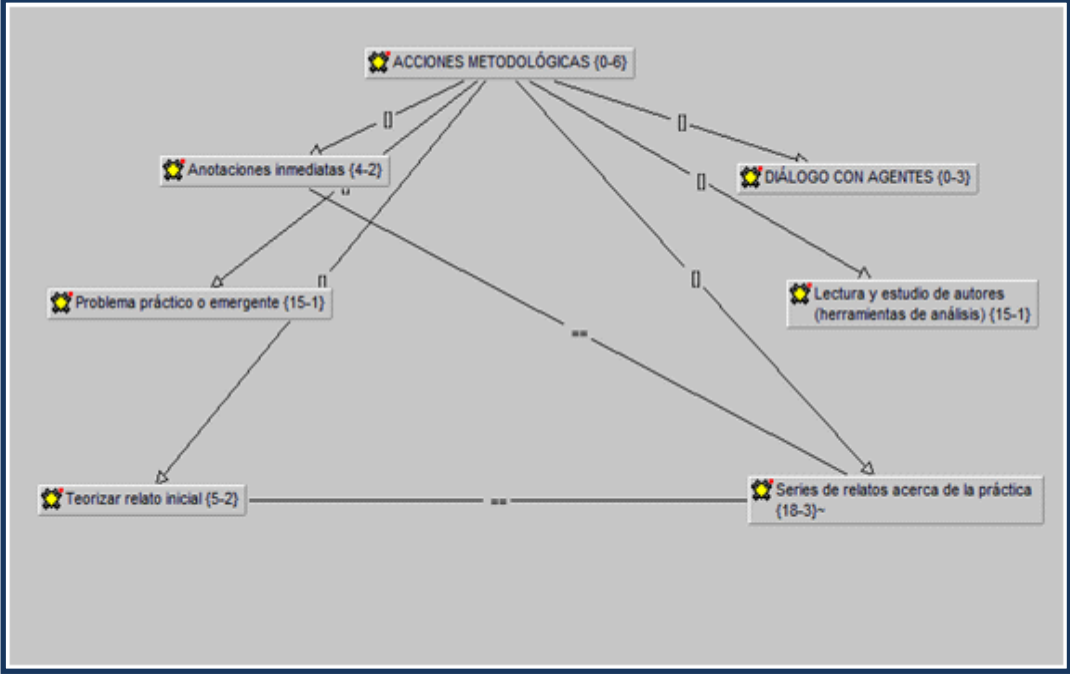 ACCIONES METODOLÓGICAS {0-6}
[]
[]
Anotaciones inmediatas {4-2}
DIÁLOGO CON AGENTES {0-3}
[]
[]
[]
[]
Problema práctico o emergente {15-1}
Lectura y estudio de autores
(herramientas de análisis) {15-1}
==
Teorizar relato inicial {5-2}
==
Series de relatos acerca de la práctica
{18-3}~